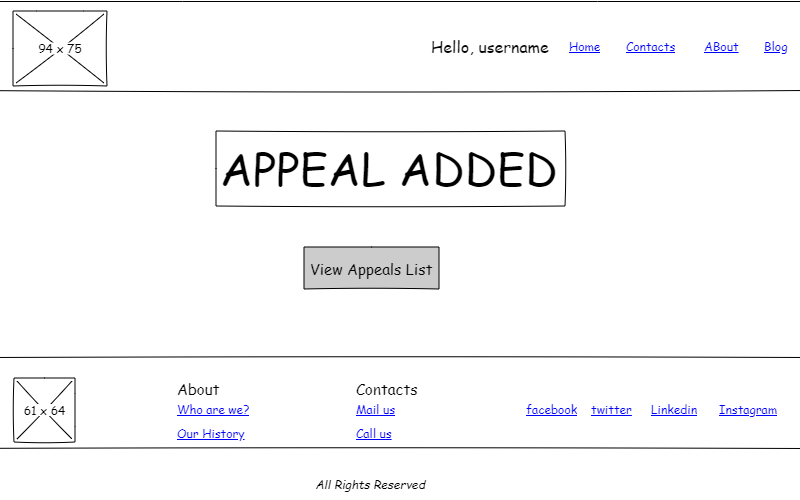 94 x 75
Hello, username Home Contacts ABout Blog
APPEAL ADDED
View Appeals List
61 x 64
About
Who are we?
Our History
Contacts
Mail us
Call us
facebook twitter Linkedin Instagram
All Rights Reserved